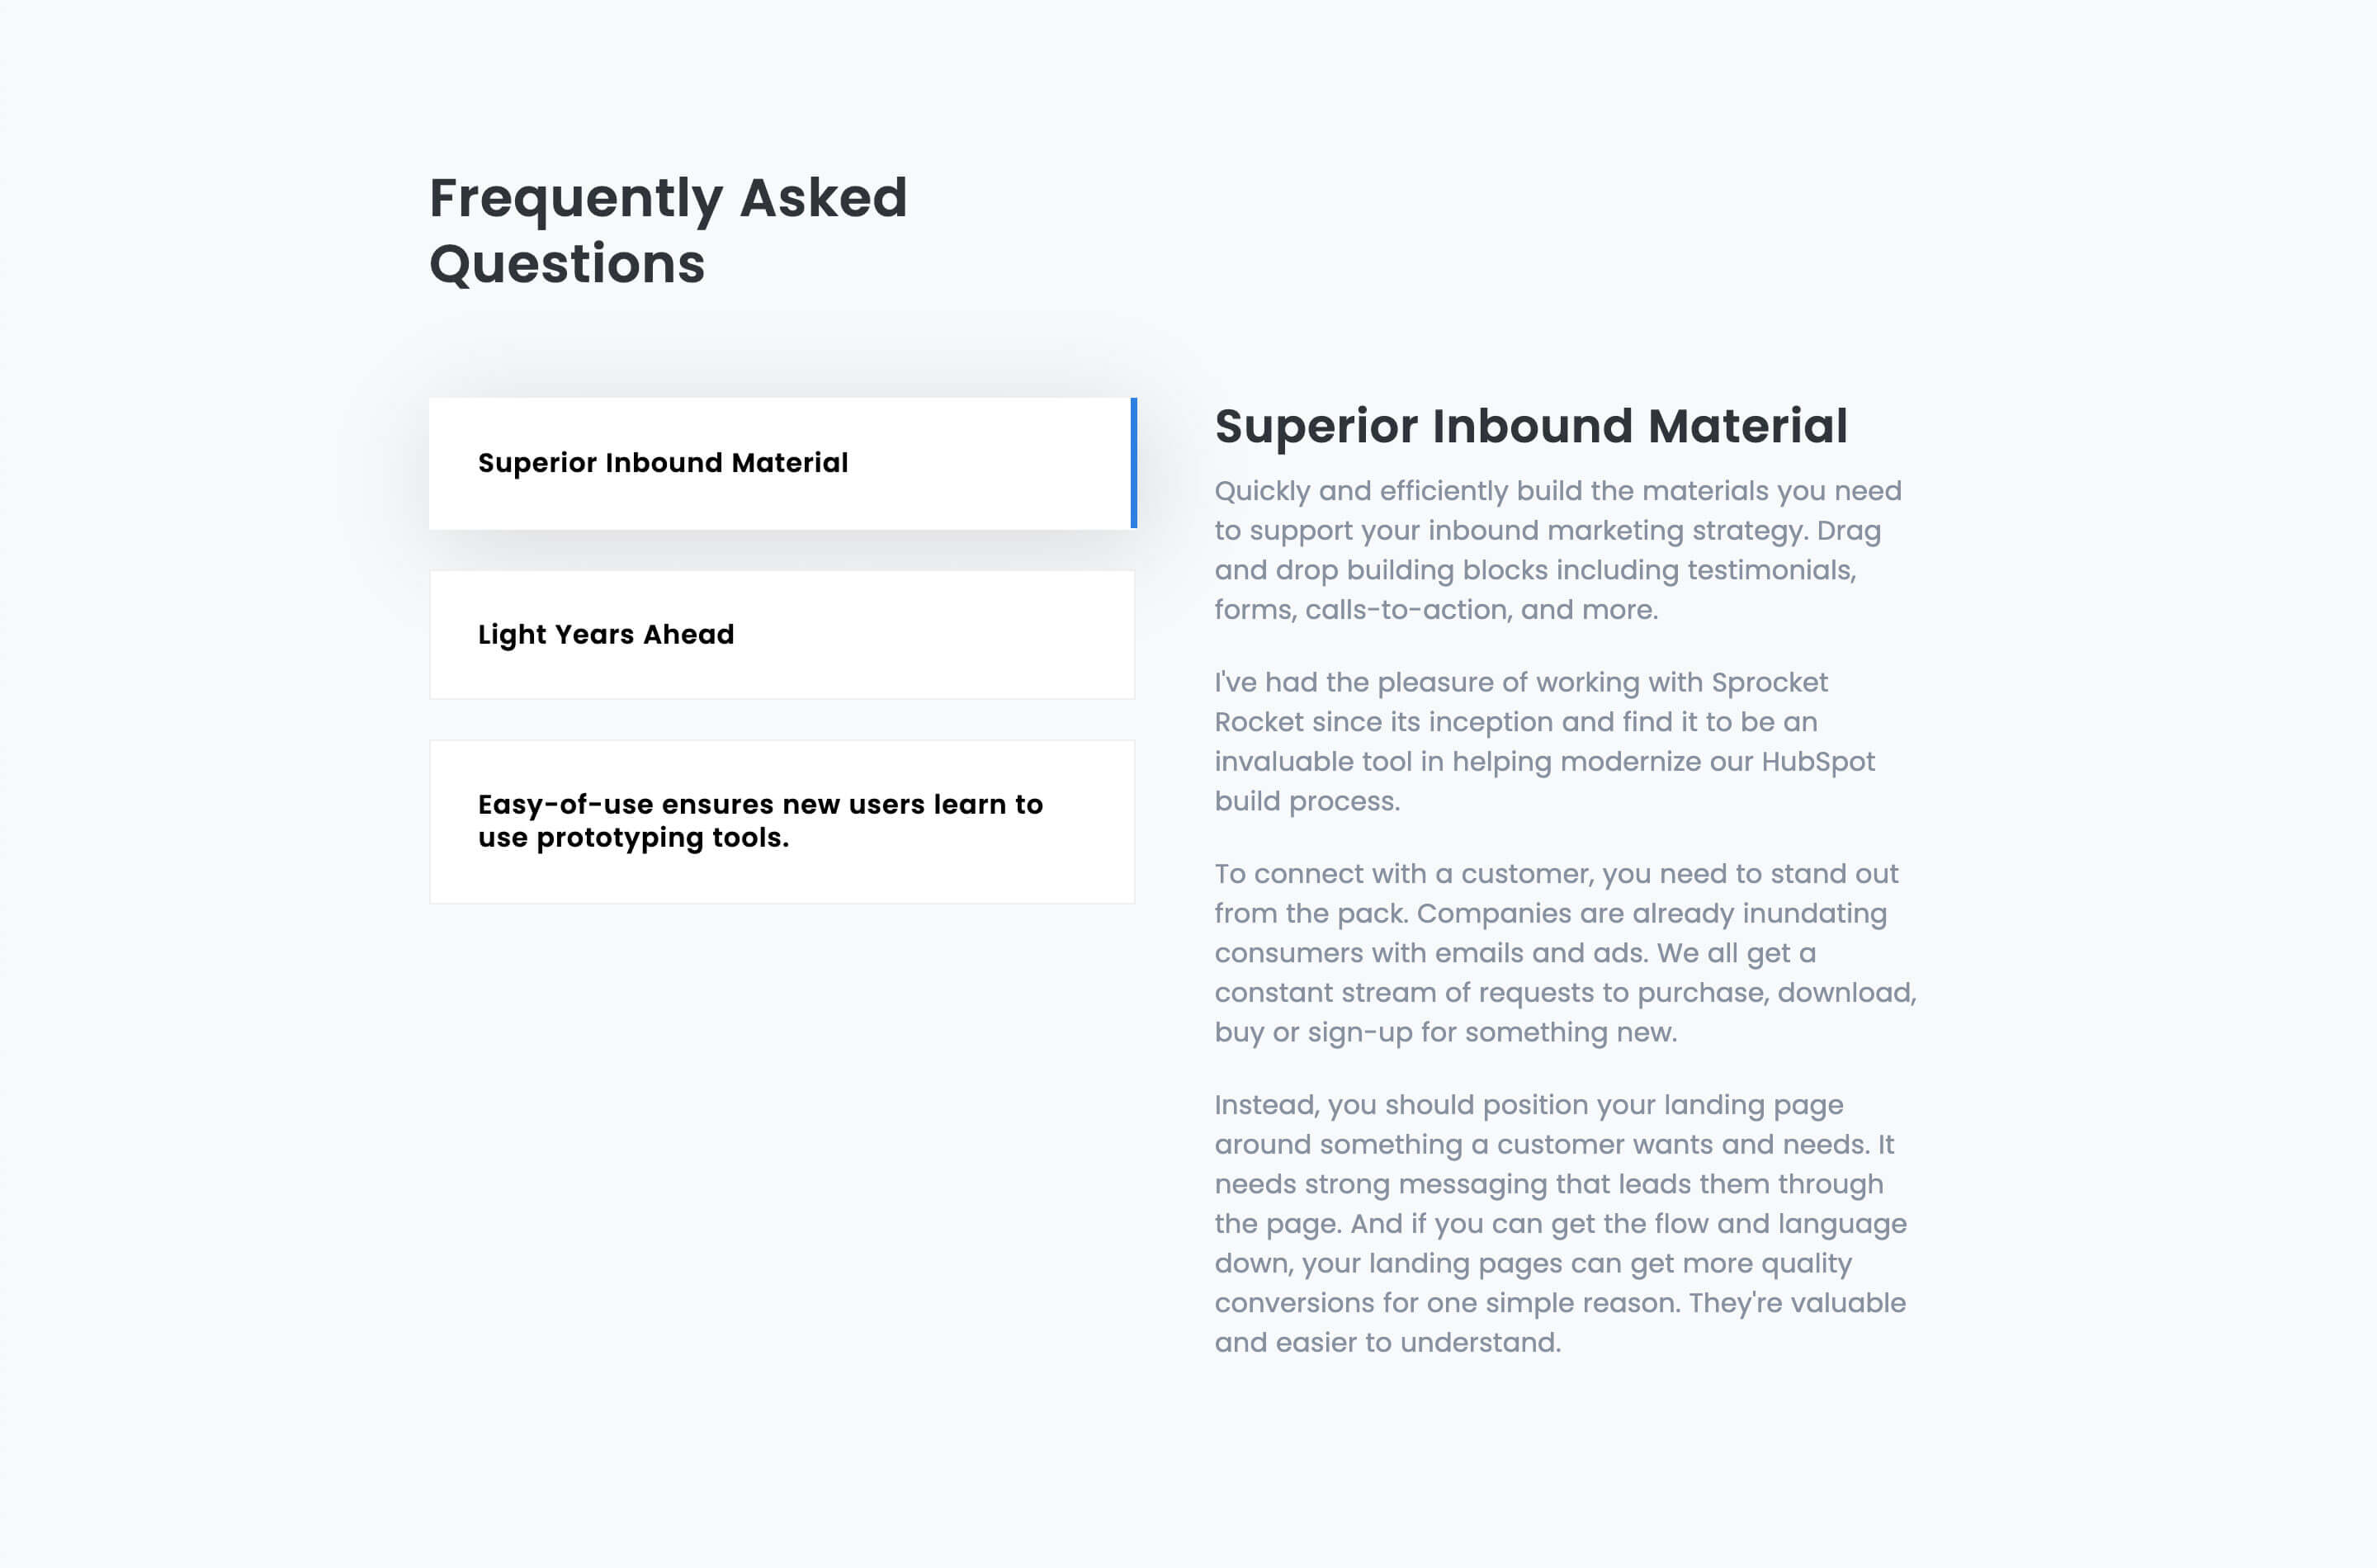 Frequently Asked
Questions
Superior Inbound Material
Light Years Ahead
Easy-of-use ensures new users learn to
use prototyping tools.
Superior Inbound Material
Quickly and efficiently build the materials you need
to support your inbound marketing strategy. Drag
and drop building blocks including testimonials,
forms, calls-to-action, and more.
I've had the pleasure of working with Sprocket
Rocket since its inception and find it to be an
invaluable tool in helping modernize our HubSpot
build process.
To connect with a customer, you need to stand out
from the pack. Companies are already inundating
consumers with emails and ads. We all get a
constant stream of requests to purchase, download,
buy or sign-up for something new.
Instead, you should position your landing page
around something a customer wants and needs. It
needs strong messaging that leads them through
the page. And if you can get the flow and language
down, your landing pages can get more quality
conversions for one simple reason. They're valuable
and easier to understand.